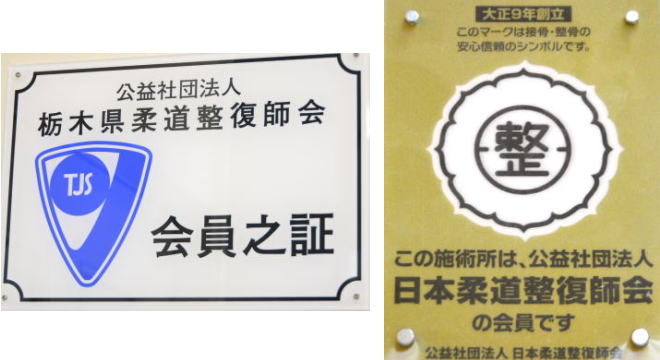 公益社団法人
栃木県柔道整復師会
TJS
会員之証
大正9年創立
このマークは接骨・整骨の
安心信頼のシンボルです。
整
この施術所は、公益社団法人
日本柔道整復師会
の会員です
公益社団法人 日本柔道整復師会